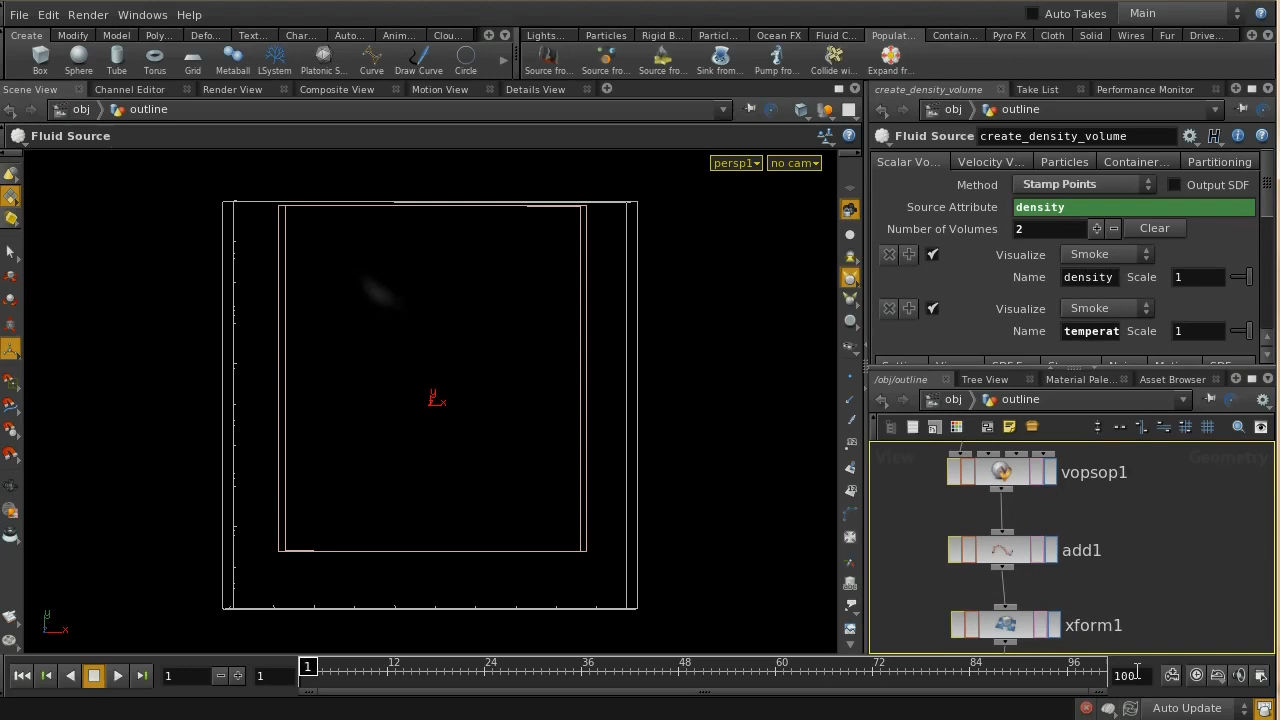 File Edit Render Windows Help
Auto Takes Main
Create Modify Model Poly... Defo... Text... Char... Auto... Anim... Clou...
Lights... Particles Rigid B... Particl... Ocean FX Fluid C... Populat... Contain... Pyro FX Cloth Solid Wires Fur Drive...
Box Sphere Tube Torus Grid Metaball LSystem Platonic S... Curve Draw Curve Circle
Source fro... Source fro... Source fro... Sink from... Pump fro... Collide wi... Expand fr...
Scene View Channel Editor Render View Composite View Motion View Details View
create_density_volume Take List Performance Monitor
obj outline
obj outline
Fluid Source
Fluid Source create_density_volume
persp1 no cam
Scalar Vo... Velocity V... Particles Container... Partitioning
Method Stamp Points Output SDF
Source Attribute density
Number of Volumes 2 Clear
Visualize Smoke
Name density Scale 1
Visualize Smoke
Name temperat Scale 1
/obj/outline Tree View Material Pale... Asset Browser
obj outline
View Geometry
vopsop1
add1
xform1
y x
y x
1 1 1 12 24 36 48 60 72 84 96 100
Auto Update